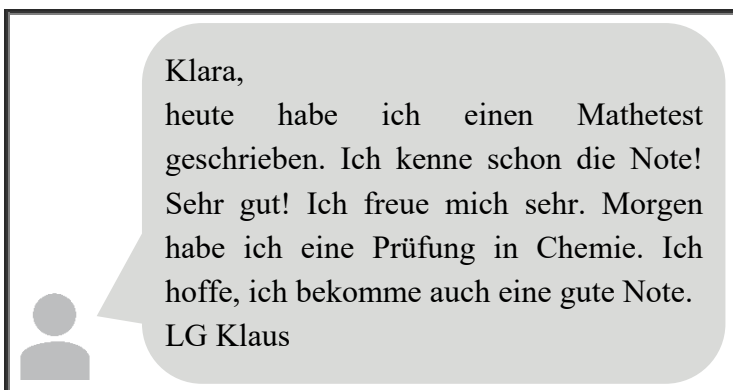 Klara,
heute habe ich einen Mathetest
geschrieben. Ich kenne schon die Note!
Sehr gut! Ich freue mich sehr. Morgen
habe ich eine Prüfung in Chemie. Ich
hoffe, ich bekomme auch eine gute Note.
LG Klaus